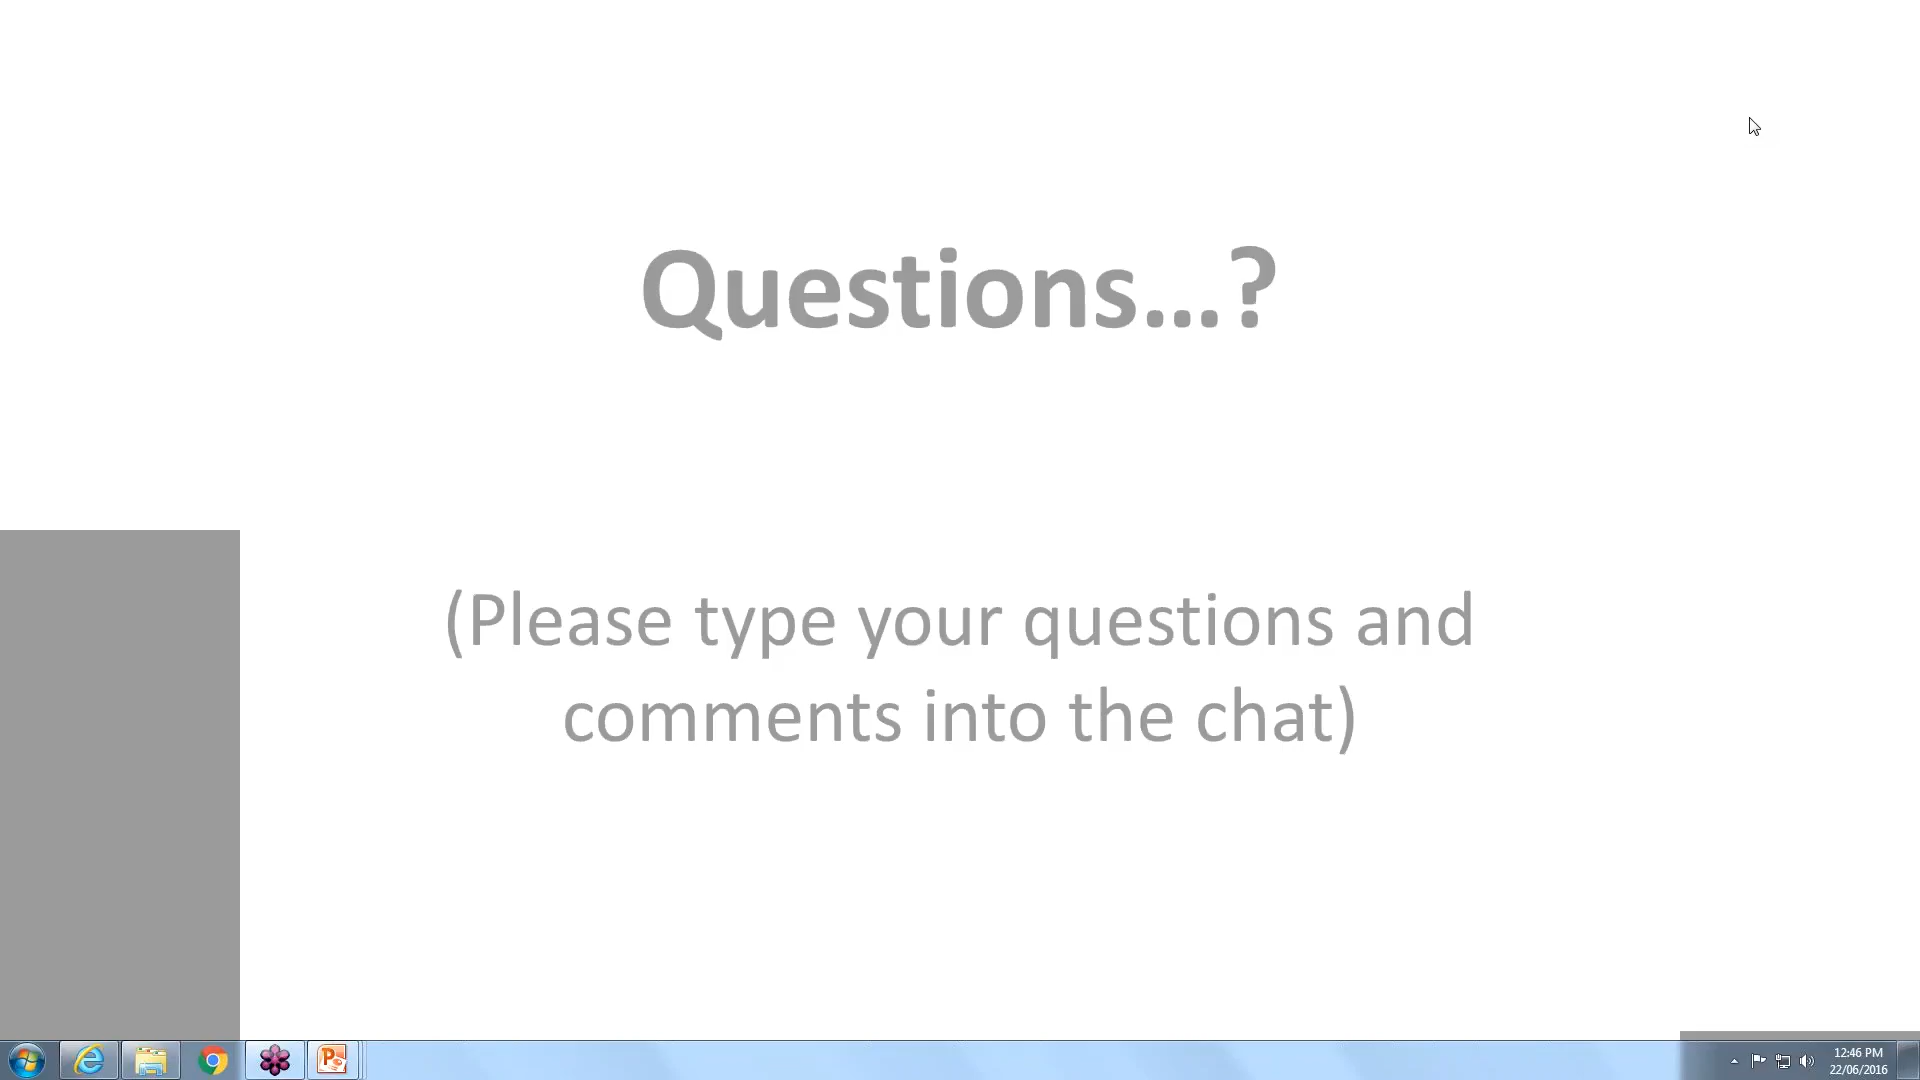 Questions...?
(Please type your questions and
comments into the chat)
12:46 PM
22/06/2016